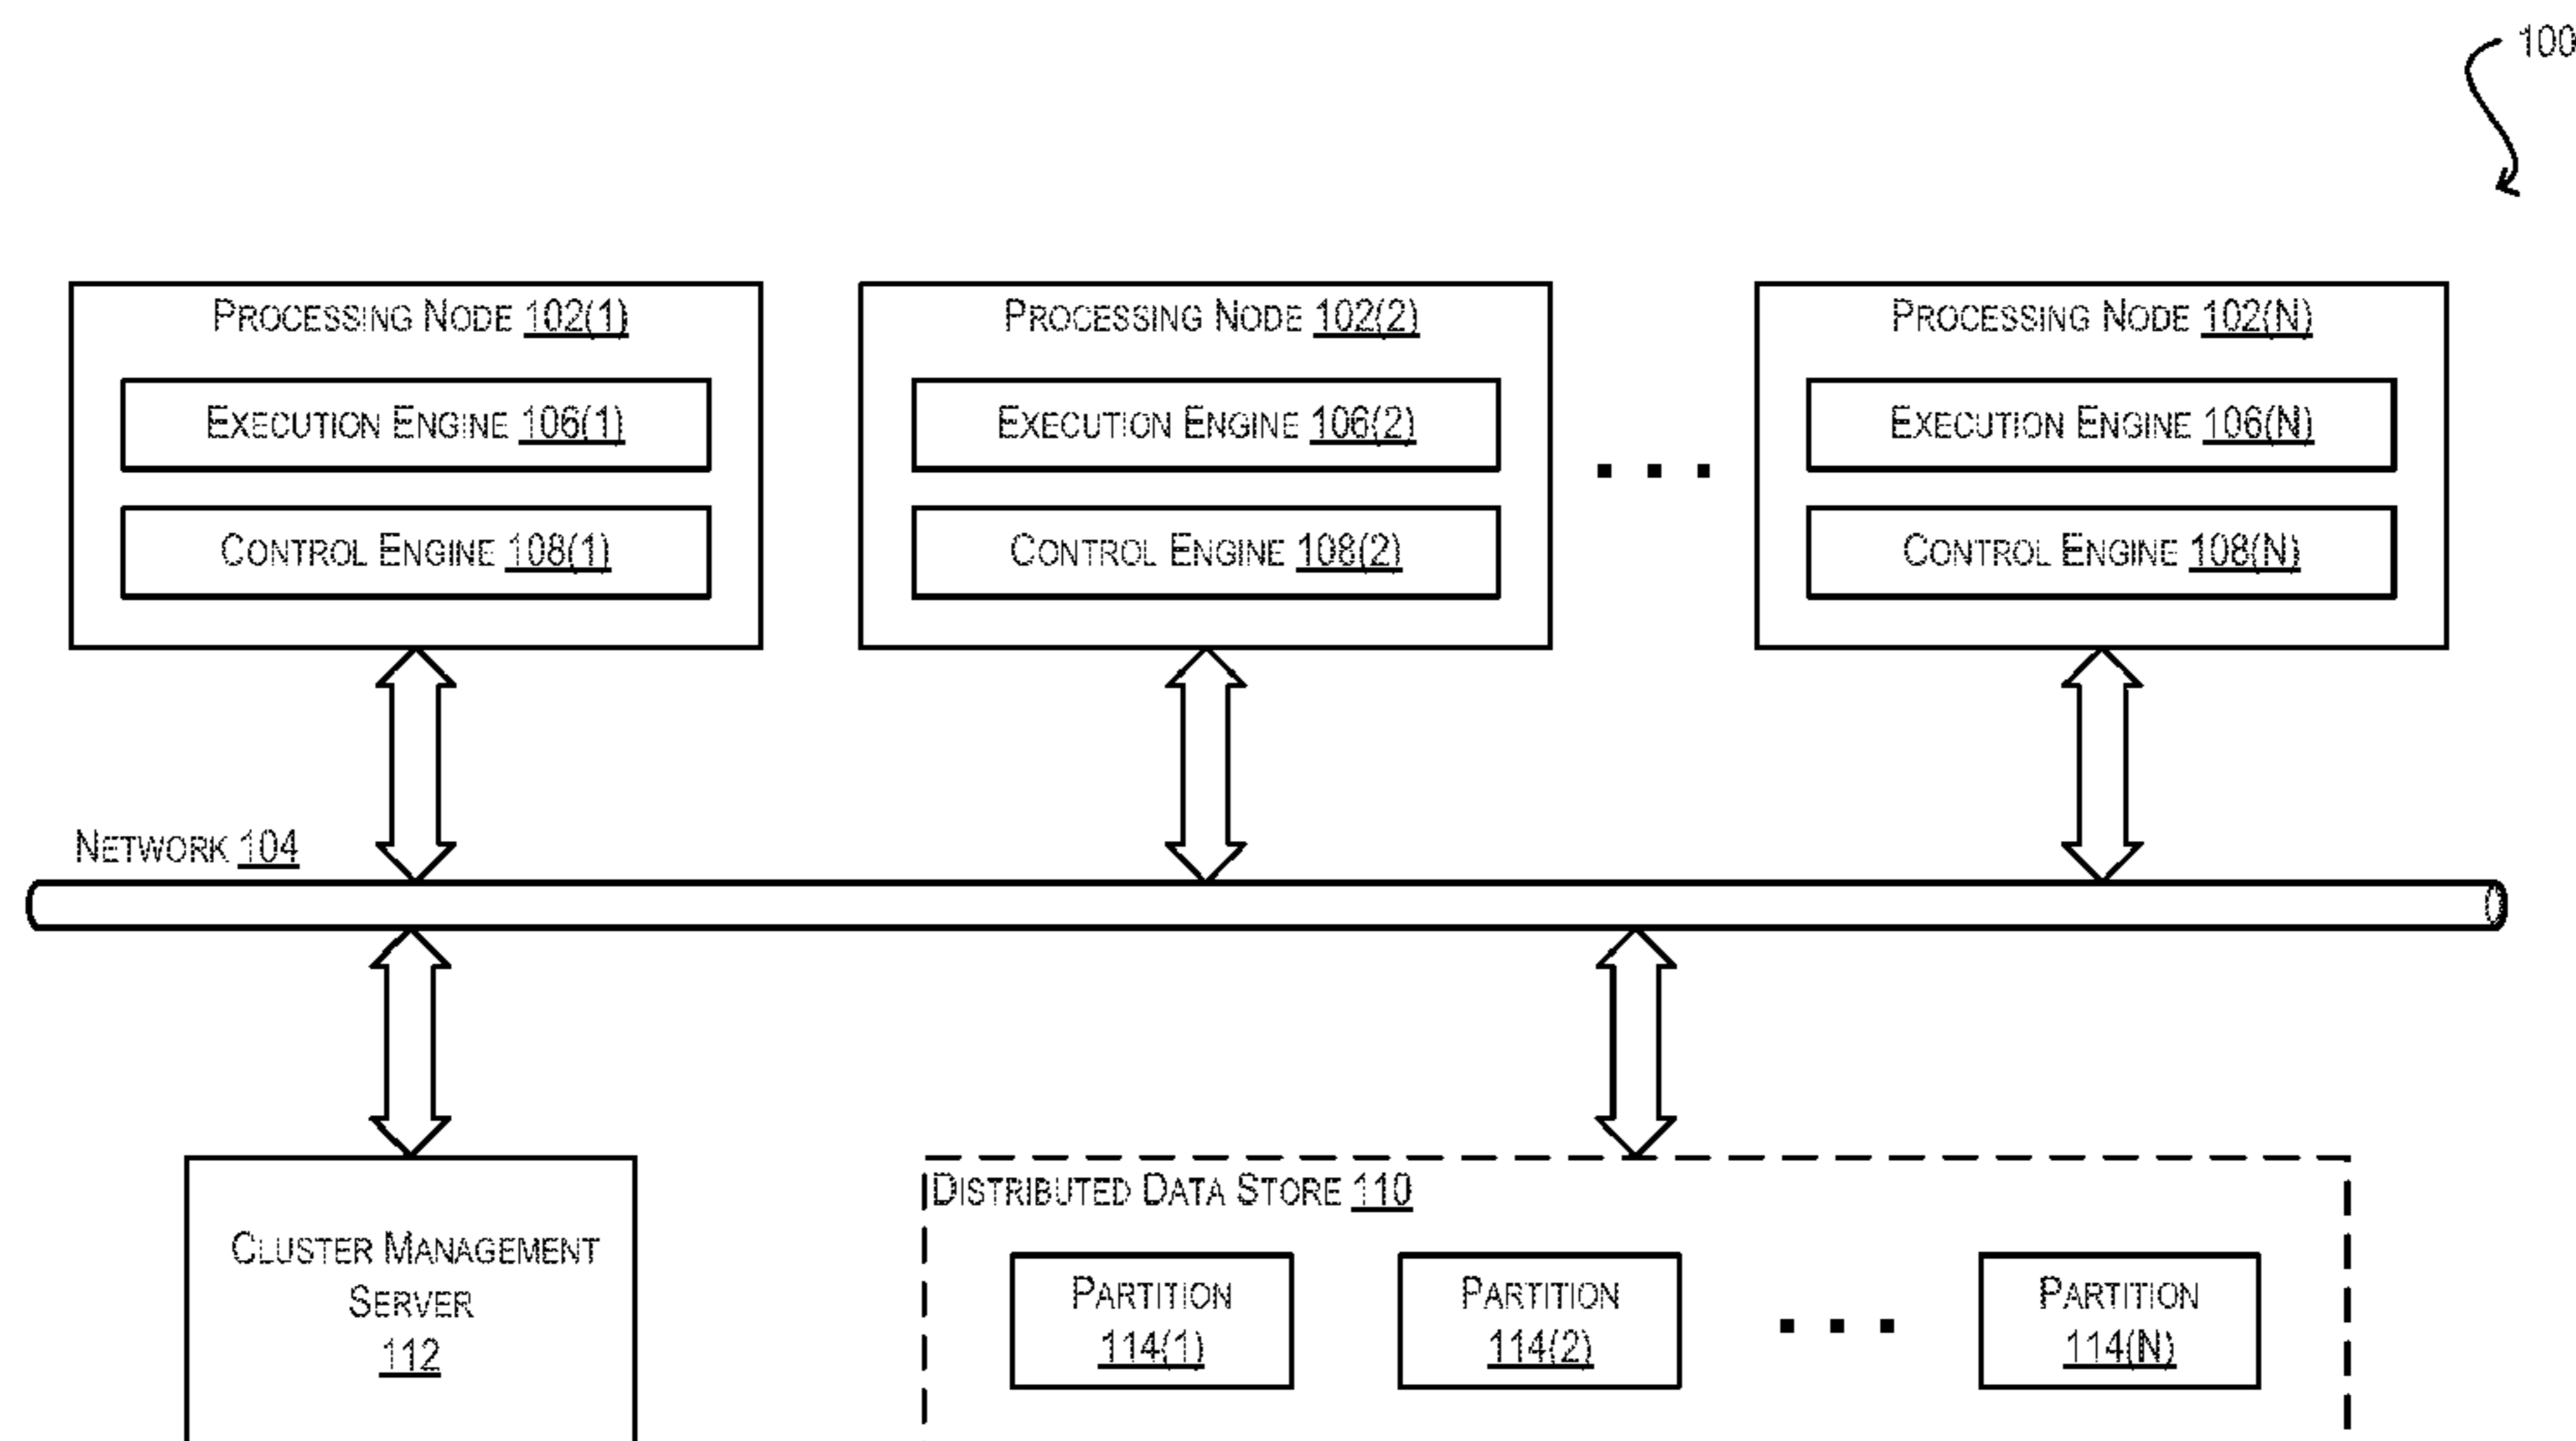 100
PROCESSING NODE 102(1)
EXECUTION ENGINE 106(1)
CONTROL ENGINE 108(1)
PROCESSING NODE 102(2)
EXECUTION ENGINE 106(2)
CONTROL ENGINE 108(2)
. . .
PROCESSING NODE 102(N)
EXECUTION ENGINE 106(N)
CONTROL ENGINE 108(N)
NETWORK 104
CLUSTER MANAGEMENT
SERVER
112
DISTRIBUTED DATA STORE 110
PARTITION
114(1)
PARTITION
114(2)
. . .
PARTITION
114(N)